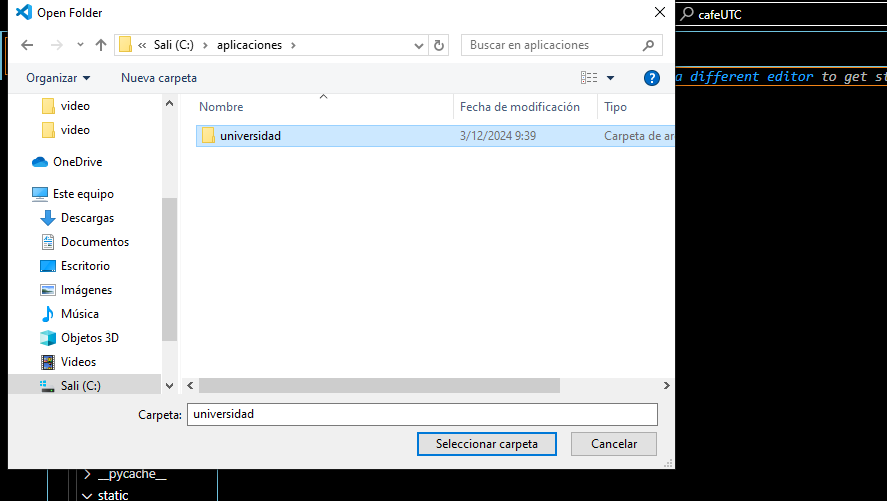 Open Folder
cafeUTC
« Sali (C:) > aplicaciones >
Buscar en aplicaciones
Organizar
Nueva carpeta
a different editor to get st
video
video
OneDrive
Este equipo
Descargas
Documentos
Escritorio
Imágenes
Música
Objetos 3D
Videos
Sali (C:)
Nombre
Fecha de modificación
Tipo
universidad
3/12/2024 9:39
Carpeta de ar
Carpeta:
universidad
Seleccionar carpeta
Cancelar
__pycache__
static